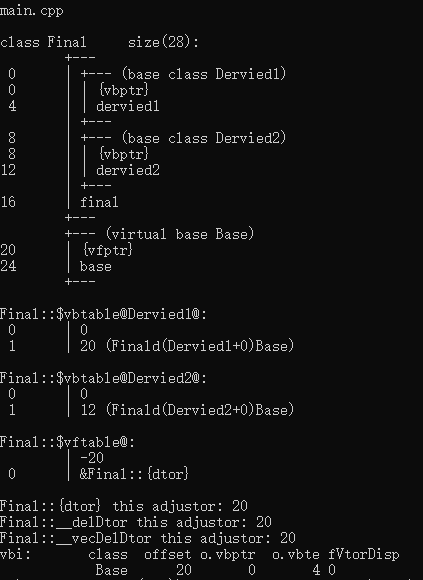 main.cpp
class Final     size(28):
        +---
 0      | +--- (base class Dervied1)
 0      | | {vbptr}
 4      | | dervied1
        | +---
 8      | +--- (base class Dervied2)
 8      | | {vbptr}
12      | | dervied2
        | +---
16      | final
        +---
        +--- (virtual base Base)
20      | {vfptr}
24      | base
        +---
Final::$vbtable@Dervied1@:
 0      | 0
 1      | 20 (Finald(Dervied1+0)Base)
Final::$vbtable@Dervied2@:
 0      | 0
 1      | 12 (Finald(Dervied2+0)Base)
Final::$vftable@:
        | -20
 0      | &Final::{dtor}
Final::{dtor} this adjustor: 20
Final::__delDtor this adjustor: 20
Final::__vecDelDtor this adjustor: 20
vbi:       class  offset o.vbptr  o.vbte fVtorDisp
            Base      20       0       4 0